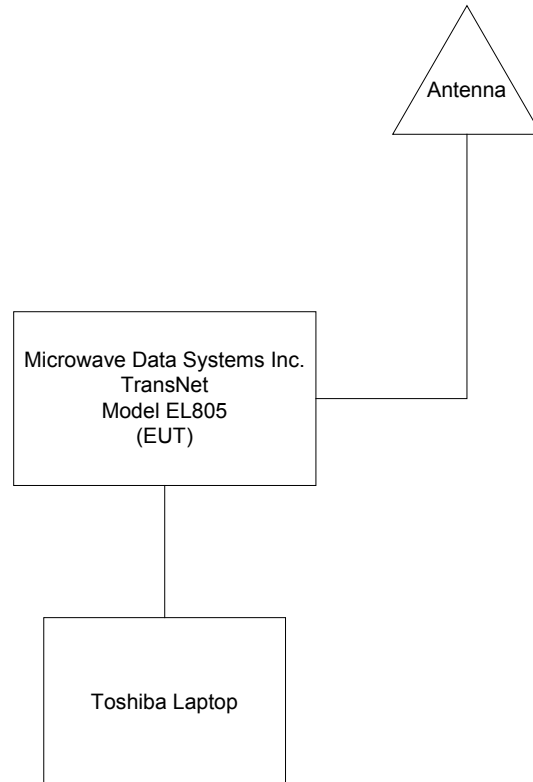 Antenna
Microwave Data Systems Inc.
TransNet
Model EL805
(EUT)
Toshiba Laptop